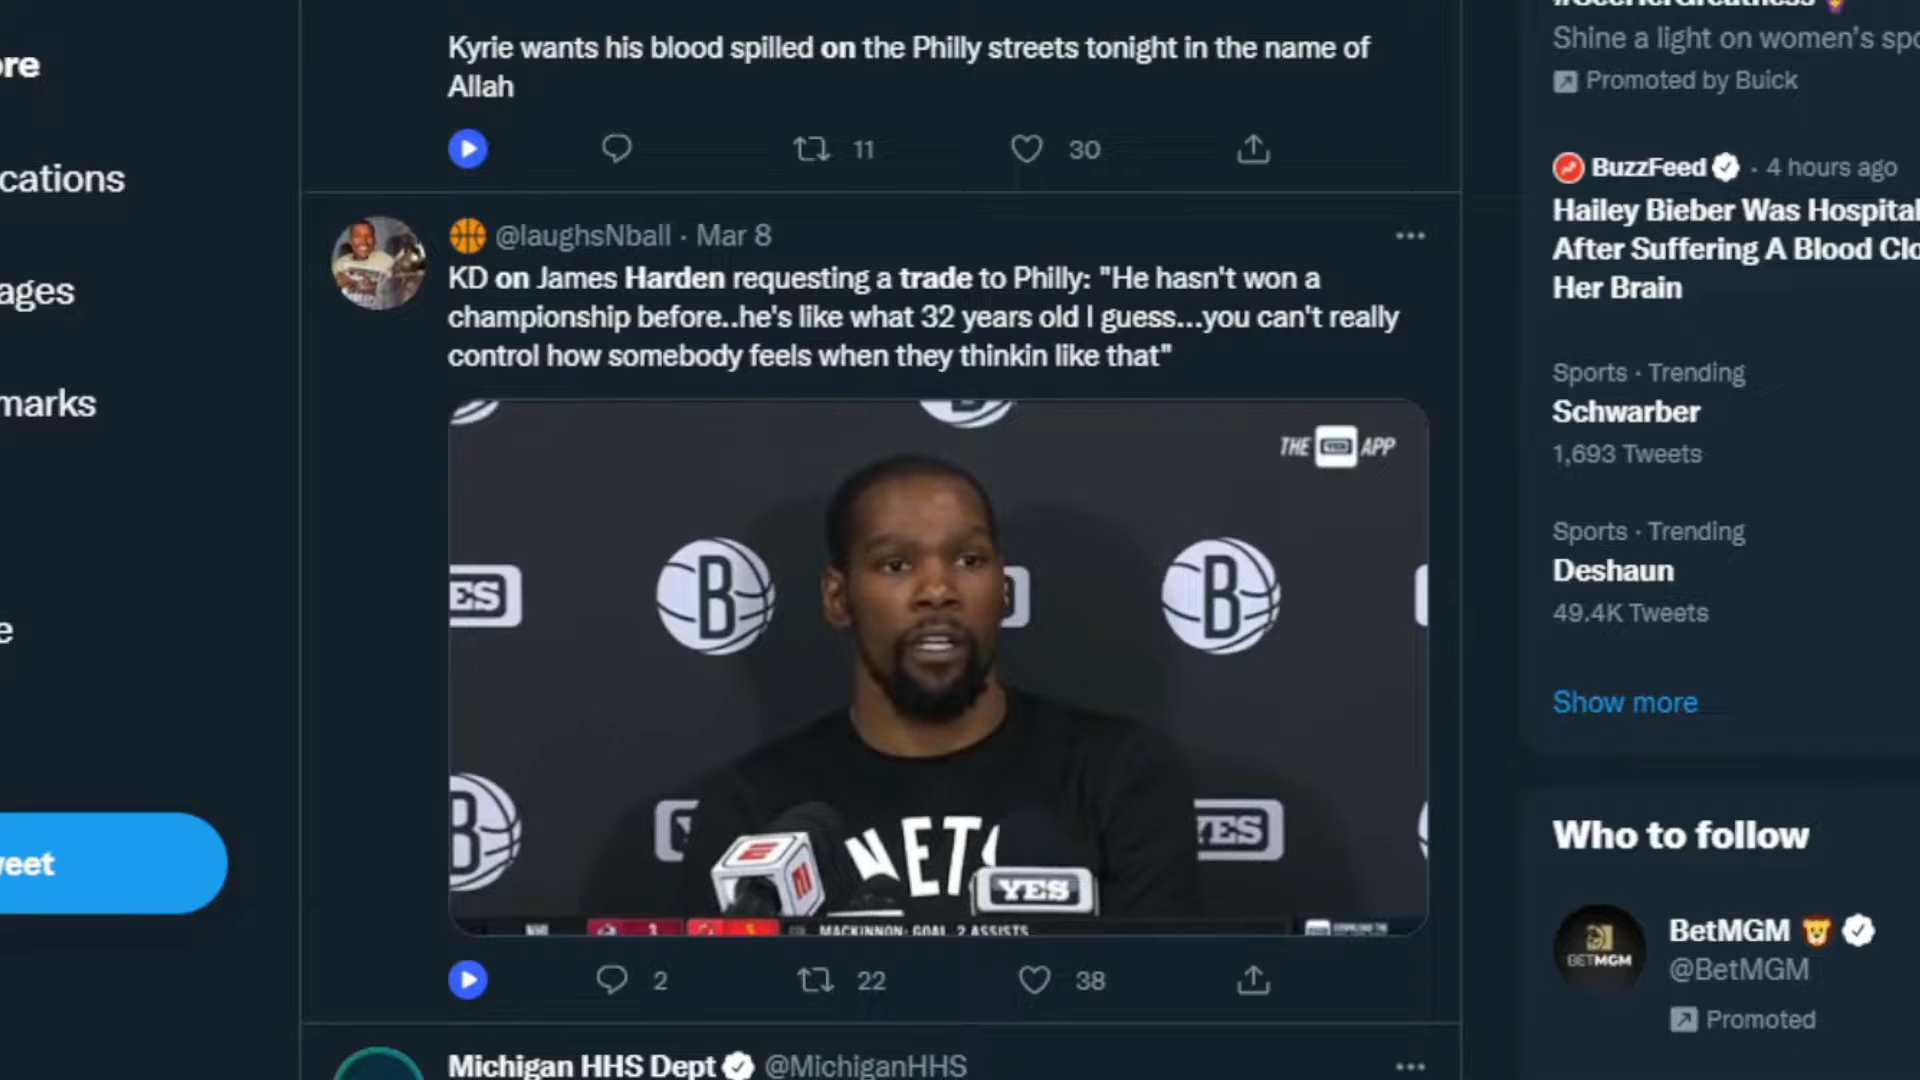 ore
cations
ages
marks
e
weet
Kyrie wants his blood spilled on the Philly streets tonight in the name of
Allah
11
30
@laughsNball · Mar 8
KD on James Harden requesting a trade to Philly: "He hasn't won a
championship before..he's like what 32 years old I guess...you can't really
control how somebody feels when they thinkin like that"
THE YES APP
ES
B
B
B
YES
NETS
YES
MACKINNON: GOAL, 2 ASSISTS
2
22
38
Michigan HHS Dept @MichiganHHS
#SeeHerGreatness
Shine a light on women's spo
Promoted by Buick
BuzzFeed · 4 hours ago
Hailey Bieber Was Hospital
After Suffering A Blood Clo
Her Brain
Sports · Trending
Schwarber
1,693 Tweets
Sports · Trending
Deshaun
49.4K Tweets
Show more
Who to follow
BETMGM
BetMGM
@BetMGM
Promoted